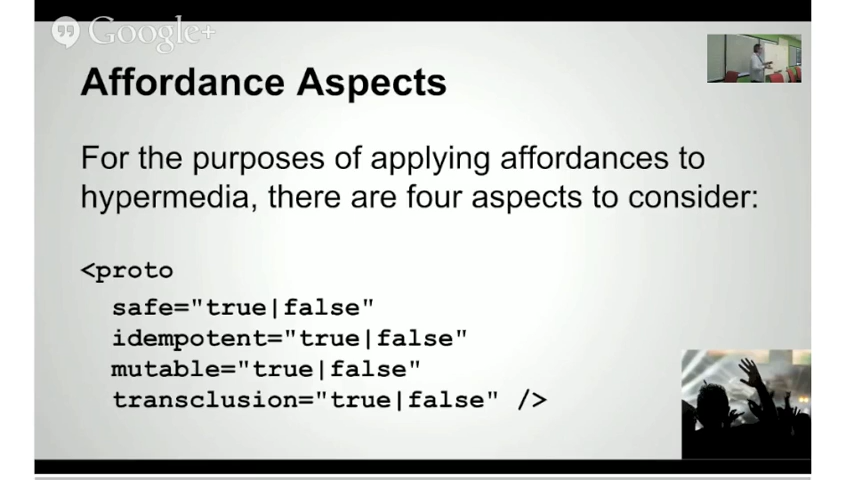 Google+
Affordance Aspects
For the purposes of applying affordances to
hypermedia, there are four aspects to consider:
<proto
safe="true|false"
idempotent="true|false"
mutable="true|false"
transclusion="true|false" />